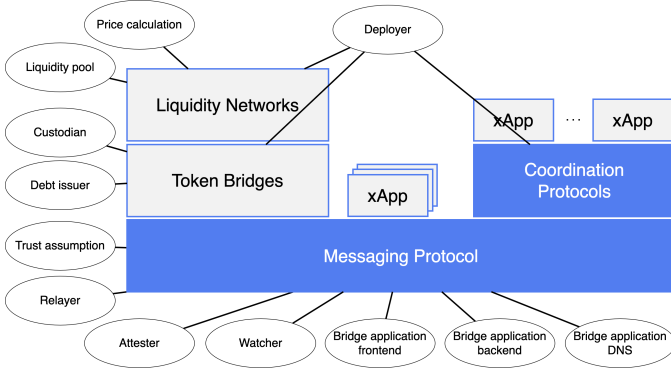 Price calculation
Deployer
Liquidity pool
Liquidity Networks
Custodian
xApp
...
xApp
Token Bridges
Debt issuer
xApp
Coordination
Protocols
Trust assumption
Messaging Protocol
Relayer
Attester
Watcher
Bridge application
frontend
Bridge application
backend
Bridge application
DNS